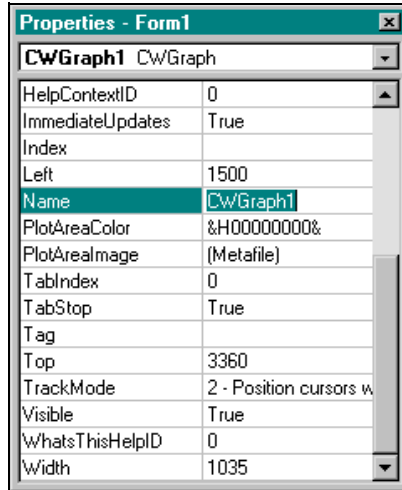 Properties - Form1
CWGraph1 CWGraph
HelpContextID 0
ImmediateUpdates True
Index
Left 1500
Name CWGraph1
PlotAreaColor &H00000000&
PlotAreaImage (Metafile)
TabIndex 0
TabStop True
Tag
Top 3360
TrackMode 2 - Position cursors w
Visible True
WhatsThisHelpID 0
Width 1035